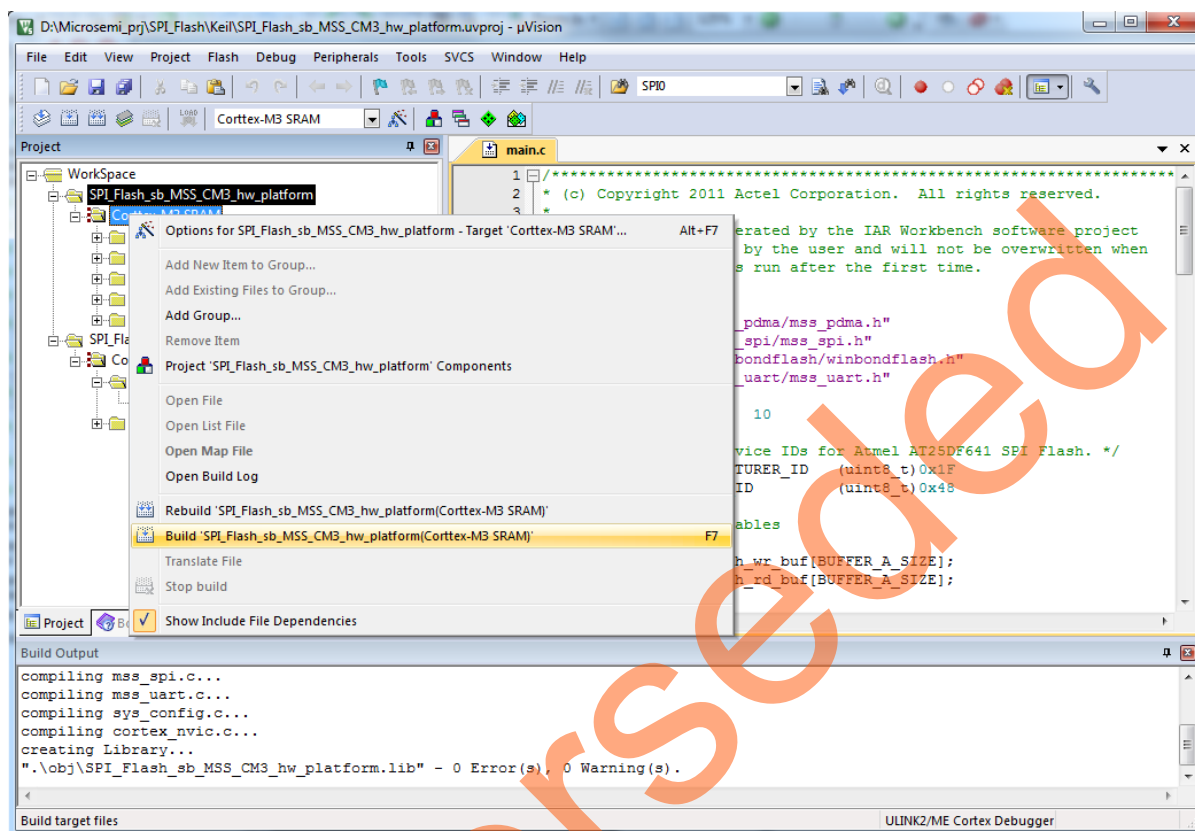 D:\Microsemi_prj\SPI_Flash\Keil\SPI_Flash_sb_MSS_CM3_hw_platform.uvproj - µVision
File Edit View Project Flash Debug Peripherals Tools SVCS Window Help
SPI0
LOAD Corttex-M3 SRAM
Project
main.c
WorkSpace
SPI_Flash_sb_MSS_CM3_hw_platform
Corttex-M3 SRAM
SPI_Fla
Co
1 /****************************************************************************
2 * (c) Copyright 2011 Actel Corporation. All rights reserved.
3 *
erated by the IAR Workbench software project
by the user and will not be overwritten when
s run after the first time.
_pdma/mss_pdma.h"
_spi/mss_spi.h"
bondflash/winbondflash.h"
_uart/mss_uart.h"
10
vice IDs for Atmel AT25DF641 SPI Flash. */
TURER_ID (uint8_t)0x1F
ID (uint8_t)0x48
ables
h_wr_buf[BUFFER_A_SIZE];
h_rd_buf[BUFFER_A_SIZE];
Options for SPI_Flash_sb_MSS_CM3_hw_platform - Target 'Corttex-M3 SRAM'... Alt+F7
Add New Item to Group...
Add Existing Files to Group...
Add Group...
Remove Item
Project 'SPI_Flash_sb_MSS_CM3_hw_platform' Components
Open File
Open List File
Open Map File
Open Build Log
Rebuild 'SPI_Flash_sb_MSS_CM3_hw_platform(Corttex-M3 SRAM)'
Build 'SPI_Flash_sb_MSS_CM3_hw_platform(Corttex-M3 SRAM)' F7
Translate File
Stop build
Show Include File Dependencies
Project
Build Output
compiling mss_spi.c...
compiling mss_uart.c...
compiling sys_config.c...
compiling cortex_nvic.c...
creating Library...
".\obj\SPI_Flash_sb_MSS_CM3_hw_platform.lib" - 0 Error(s), 0 Warning(s).
Build target files
ULINK2/ME Cortex Debugger
erseded